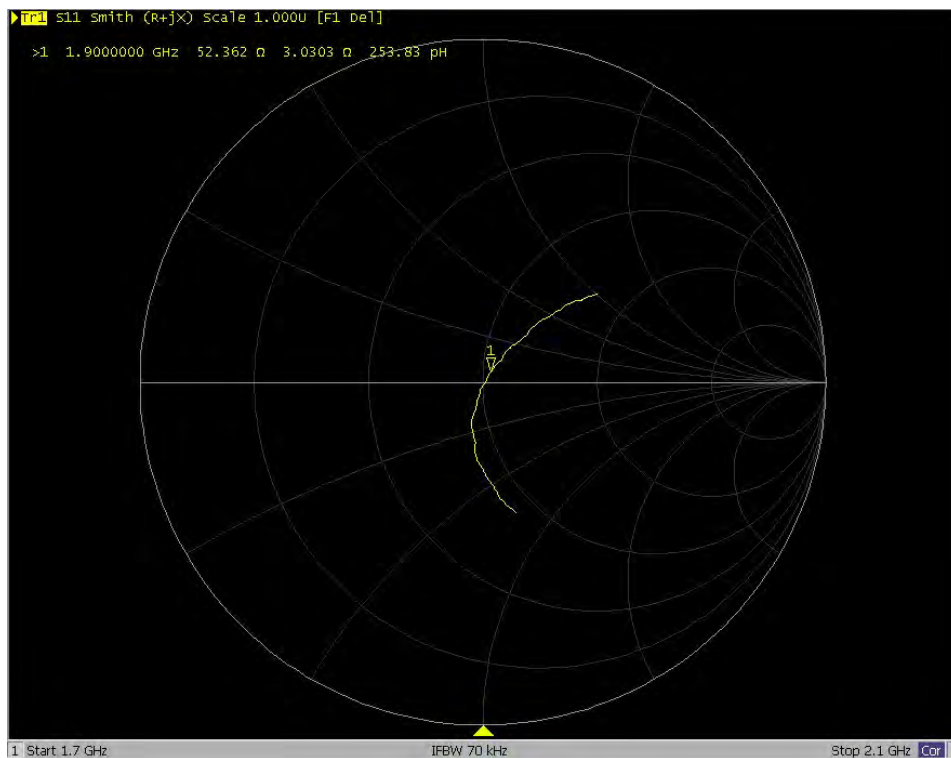 Tr1 S11 Smith (R+jX) Scale 1.000U [F1 Del]
>1 1.9000000 GHz 52.362 Ω 3.0303 Ω 253.83 pH
1
1 Start 1.7 GHz IFBW 70 kHz Stop 2.1 GHz Cor